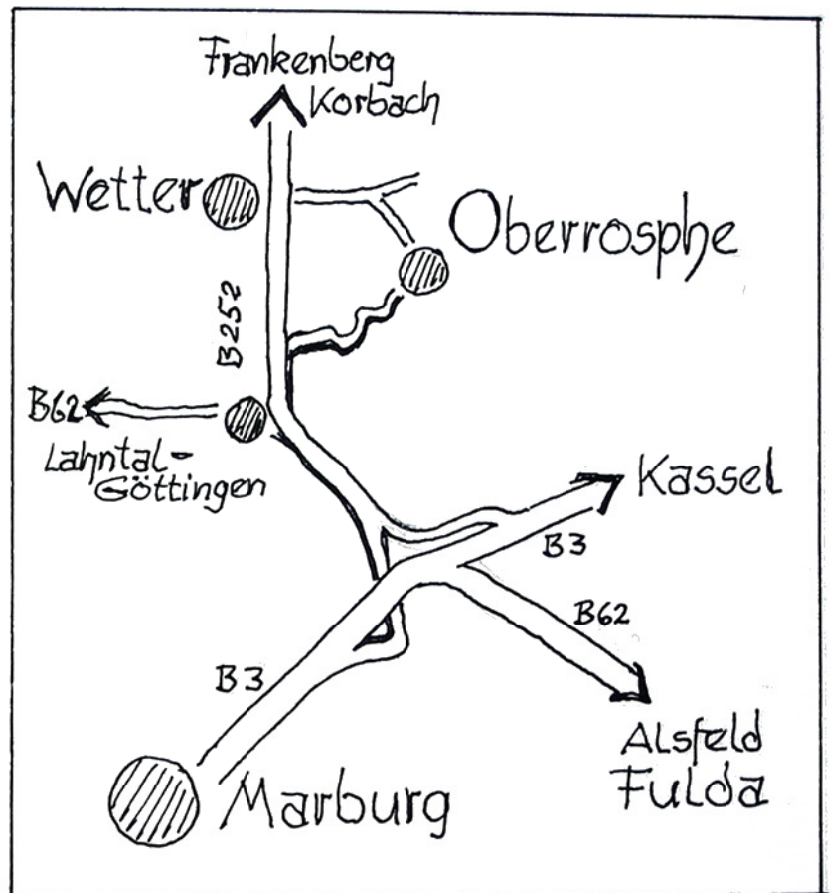 Frankenberg
Korbach
Wetter
Oberrosphe
B252
B62
Lahntal-
Göttingen
Kassel
B3
B62
B3
Alsfeld
Fulda
Marburg